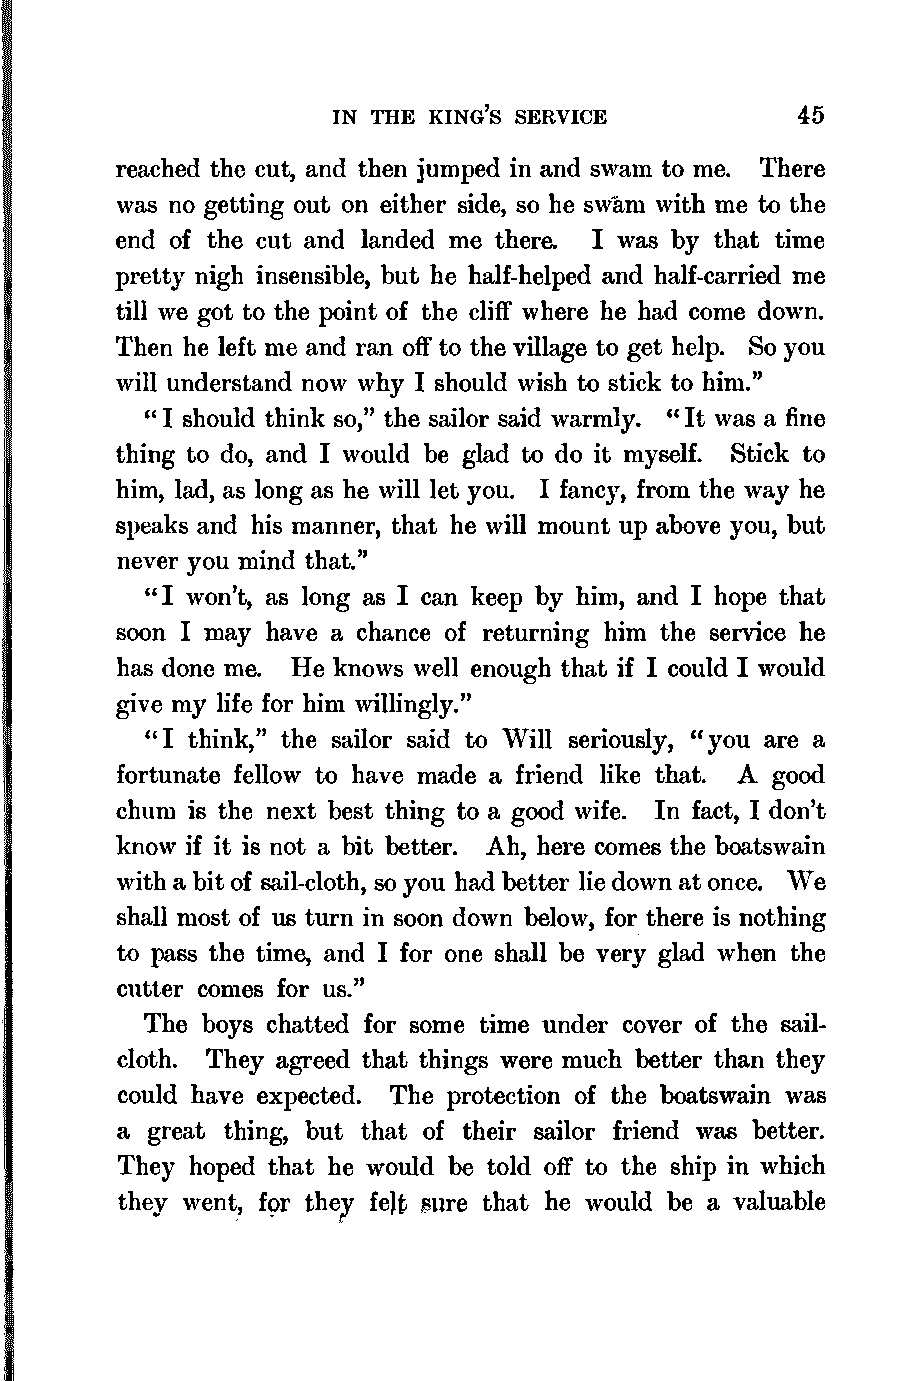 IN THE KING'S SERVICE 45
reached the cut, and then jumped in and swam to me. There
was no getting out on either side, so he swam with me to the
end of the cut and landed me there. I was by that time
pretty nigh insensible, but he half-helped and half-carried me
till we got to the point of the cliff where he had come down.
Then he left me and ran off to the village to get help. So you
will understand now why I should wish to stick to him."
"I should think so," the sailor said warmly. "It was a fine
thing to do, and I would be glad to do it myself. Stick to
him, lad, as long as he will let you. I fancy, from the way he
speaks and his manner, that he will mount up above you, but
never you mind that."
"I won't, as long as I can keep by him, and I hope that
soon I may have a chance of returning him the service he
has done me. He knows well enough that if I could I would
give my life for him willingly."
"I think," the sailor said to Will seriously, "you are a
fortunate fellow to have made a friend like that. A good
chum is the next best thing to a good wife. In fact, I don't
know if it is not a bit better. Ah, here comes the boatswain
with a bit of sail-cloth, so you had better lie down at once. We
shall most of us turn in soon down below, for there is nothing
to pass the time, and I for one shall be very glad when the
cutter comes for us."
The boys chatted for some time under cover of the sail-
cloth. They agreed that things were much better than they
could have expected. The protection of the boatswain was
a great thing, but that of their sailor friend was better.
They hoped that he would be told off to the ship in which
they went, for they felt sure that he would be a valuable